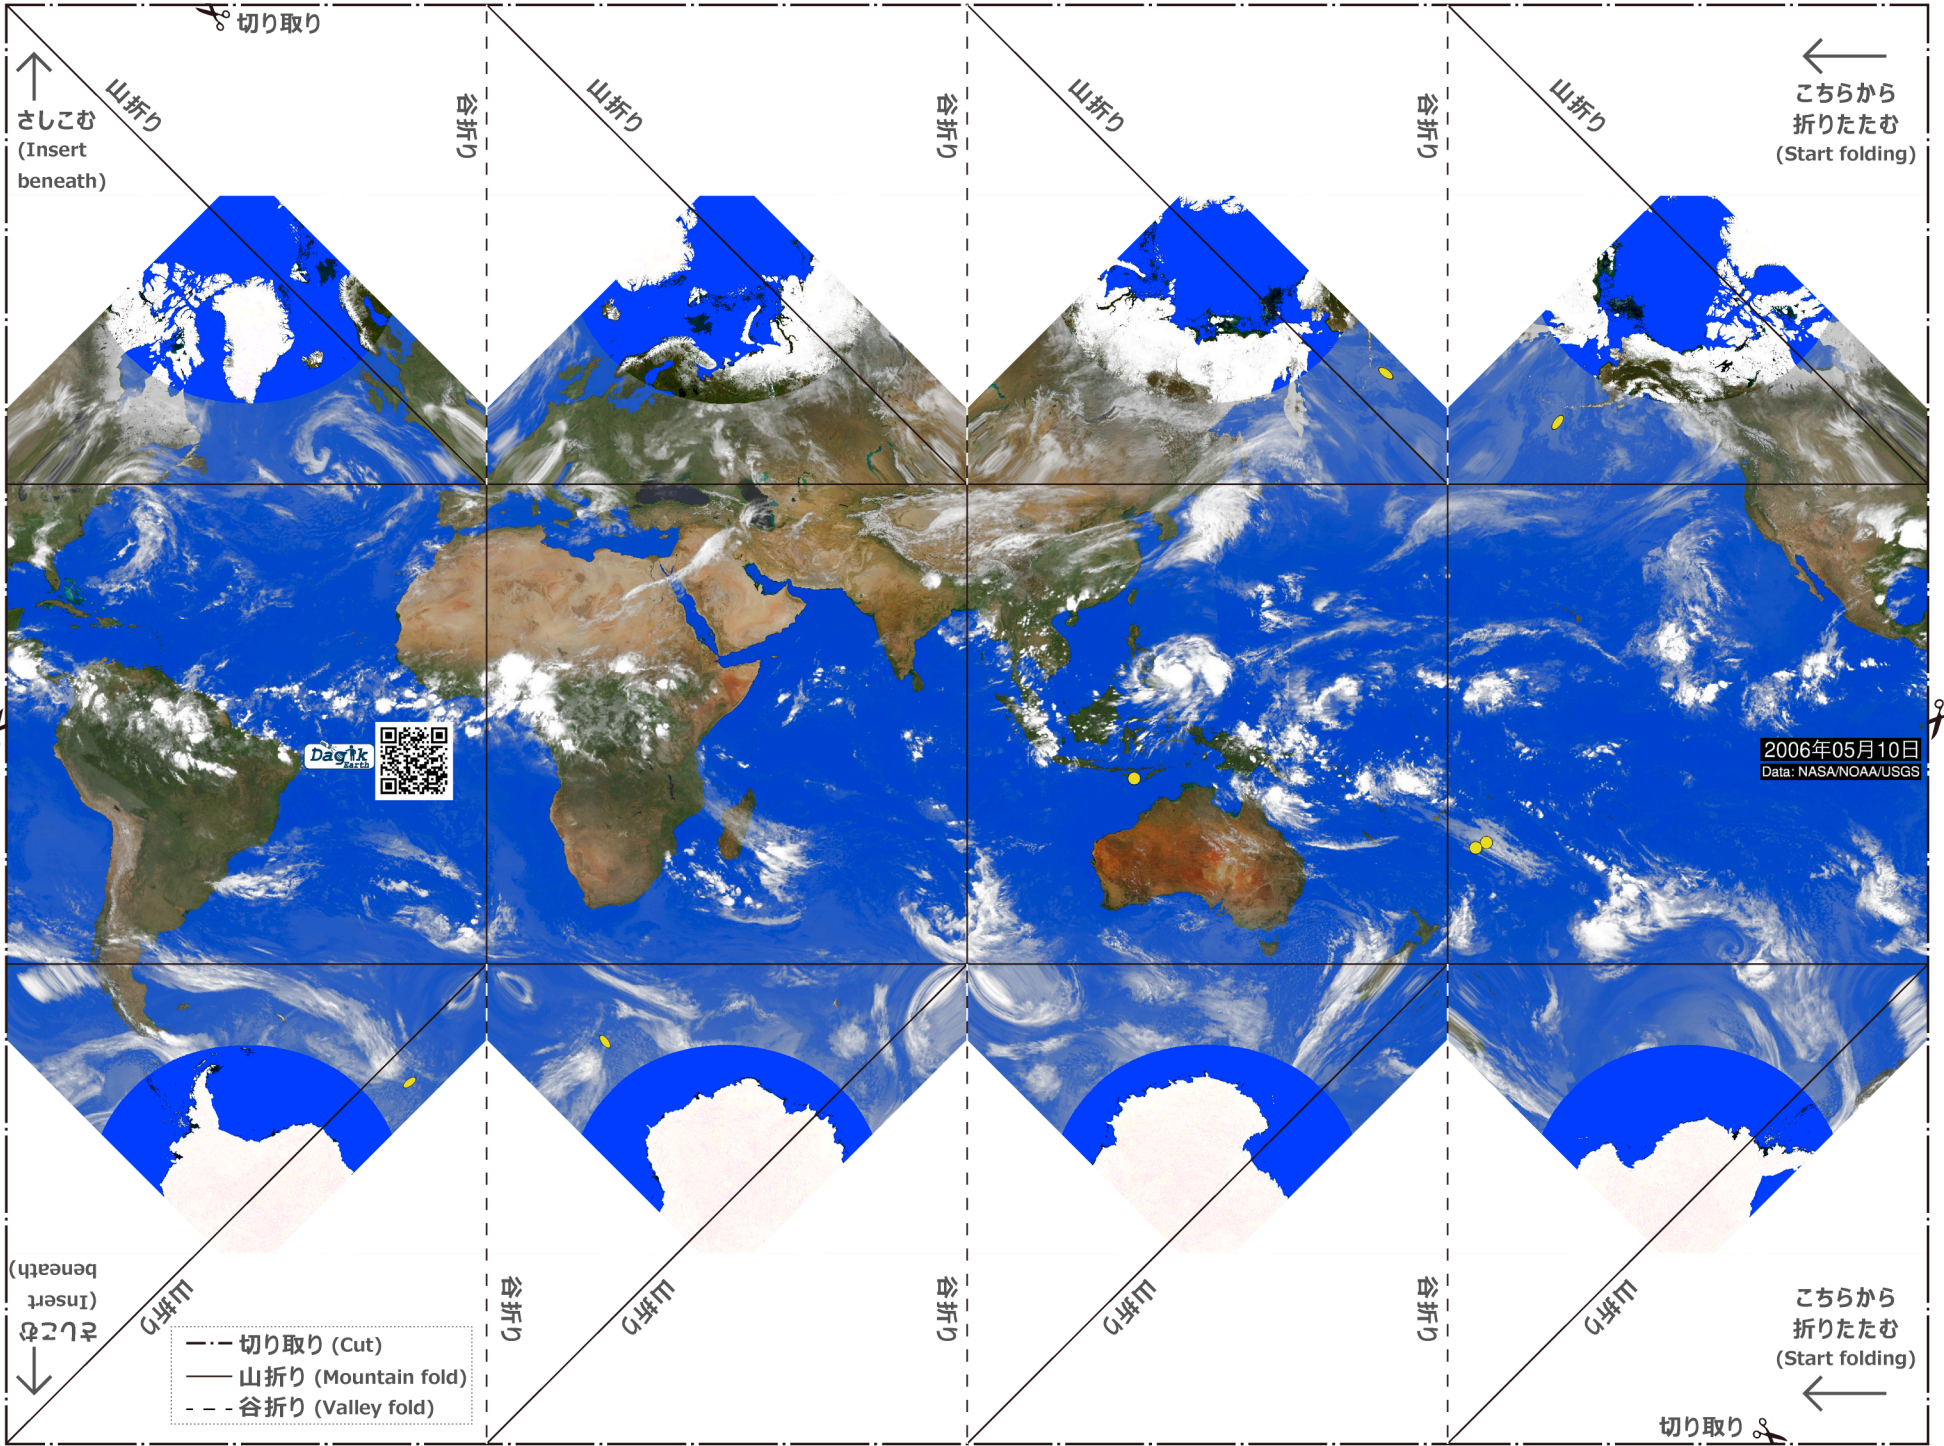 切り取り
山折り
谷折り
山折り
谷折り
山折り
谷折り
山折り
さしこむ
(Insert
beneath)
こちらから
折りたたむ
(Start folding)
Dagik
Earth
2006年05月10日
Data: NASA/NOAA/USGS
さしこむ
(Insert
beneath)
山折り
谷折り
山折り
谷折り
山折り
谷折り
山折り
こちらから
折りたたむ
(Start folding)
切り取り (Cut)
山折り (Mountain fold)
谷折り (Valley fold)
切り取り